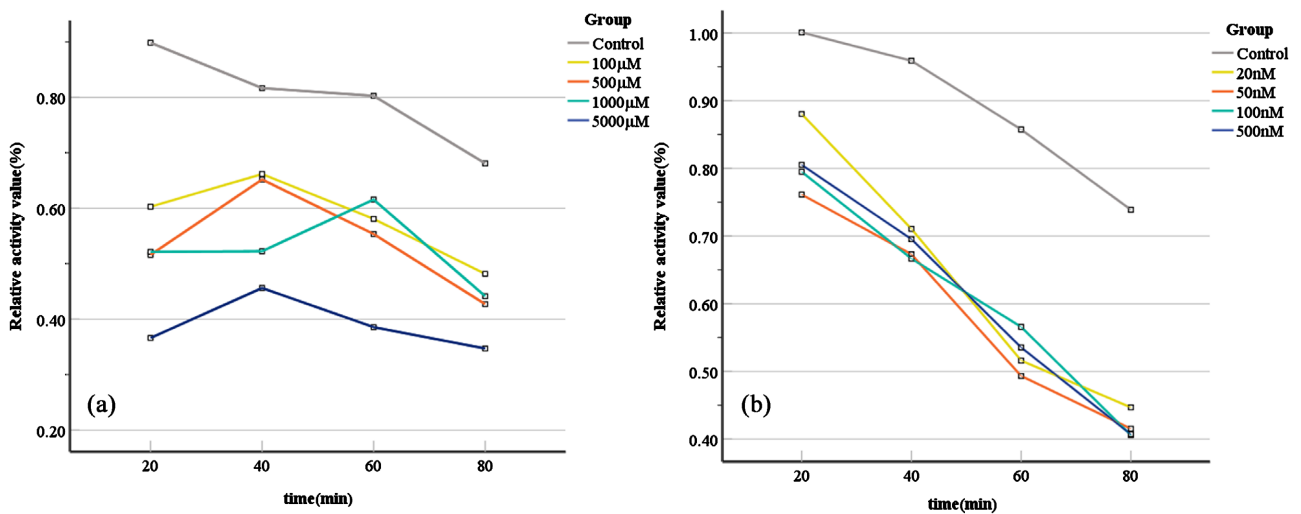 Group
Control
100μM
500μM
1000μM
5000μM
Relative activity value(%)
0.80
0.60
0.40
0.20
(a)
20 40 60 80
time(min)
Group
Control
20nM
50nM
100nM
500nM
Relative activity value(%)
1.00
0.90
0.80
0.70
0.60
0.50
0.40
(b)
20 40 60 80
time(min)